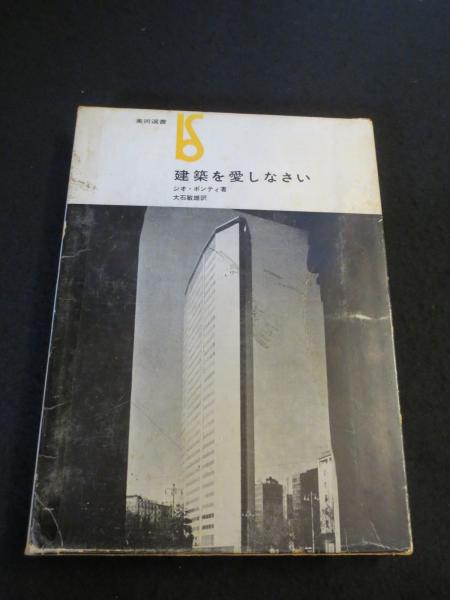 美術選書
建築を愛しなさい
ジオ・ポンティ著
大石敏雄訳